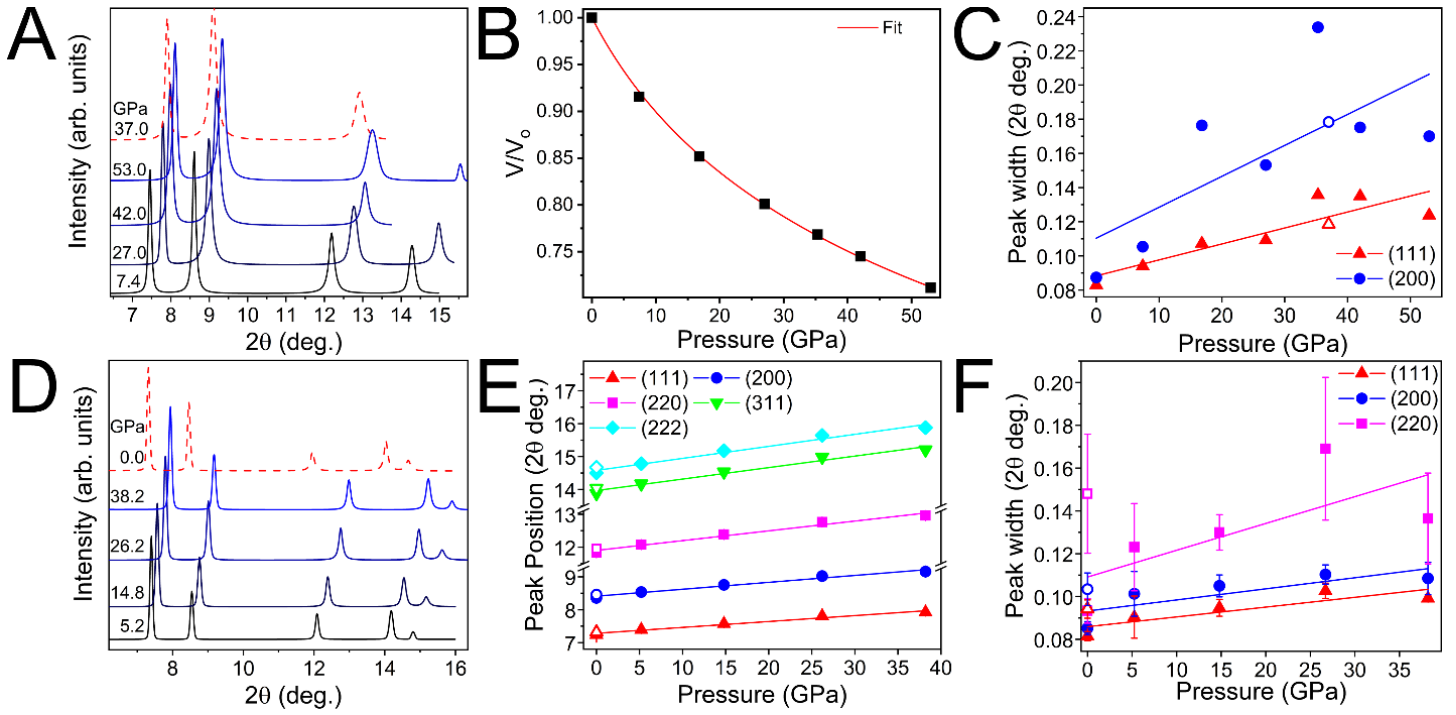 A
Intensity (arb. units)
GPa
37.0
53.0
42.0
27.0
7.4
7 8 9 10 11 12 13 14 15
2θ (deg.)
B
V/Vo
1.00
0.95
0.90
0.85
0.80
0.75
Fit
0 10 20 30 40 50
Pressure (GPa)
C
Peak width (2θ deg.)
0.24
0.22
0.20
0.18
0.16
0.14
0.12
0.10
0.08
(111)
(200)
0 10 20 30 40 50
Pressure (GPa)
D
Intensity (arb. units)
GPa
0.0
38.2
26.2
14.8
5.2
8 10 12 14 16
2θ (deg.)
E
Peak Position (2θ deg.)
17
16
15
14
13
12
9
8
7
(111) (200)
(220) (311)
(222)
0 5 10 15 20 25 30 35 40
Pressure (GPa)
F
Peak width (2θ deg.)
0.20
0.18
0.16
0.14
0.12
0.10
0.08
(111)
(200)
(220)
0 5 10 15 20 25 30 35
Pressure (GPa)